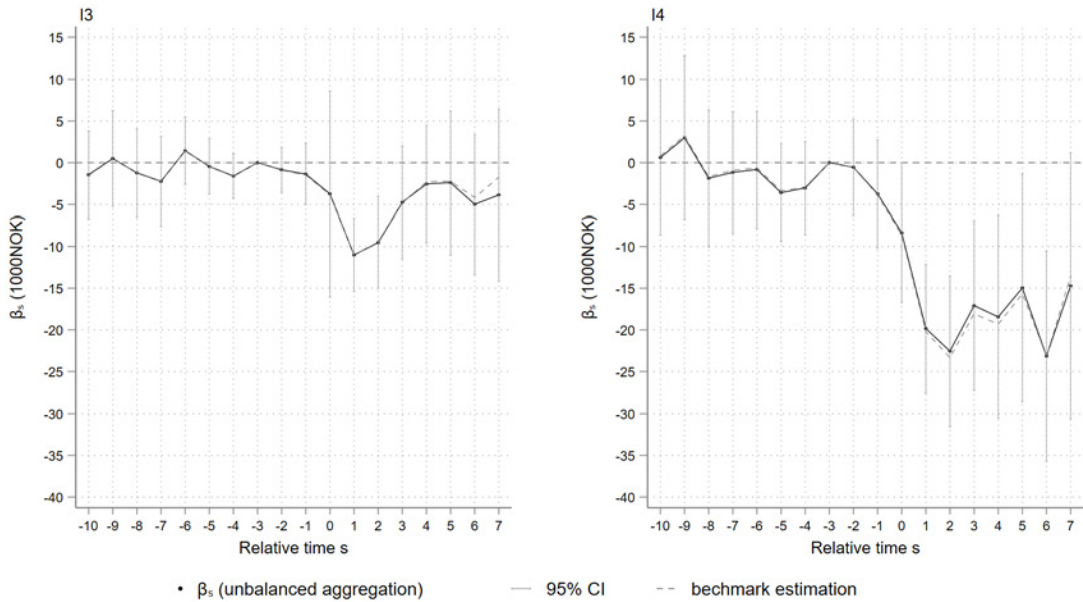 I3
15
10
5
0
-5
-10
-15
-20
-25
-30
-35
-40
βs (1000NOK)
-10 -9 -8 -7 -6 -5 -4 -3 -2 -1 0 1 2 3 4 5 6 7
Relative time s
I4
15
10
5
0
-5
-10
-15
-20
-25
-30
-35
-40
βs (1000NOK)
-10 -9 -8 -7 -6 -5 -4 -3 -2 -1 0 1 2 3 4 5 6 7
Relative time s
βs (unbalanced aggregation) 95% CI bechmark estimation